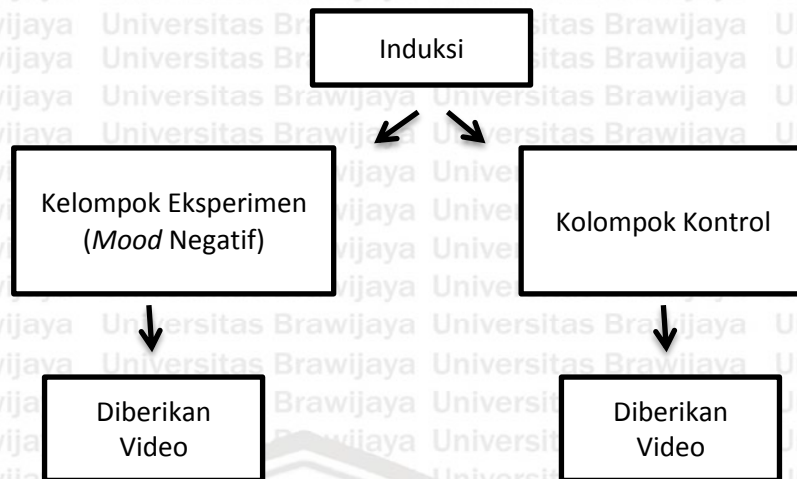 Induksi
Kelompok Eksperimen
(Mood Negatif)
Kolompok Kontrol
Diberikan
Video
Diberikan
Video